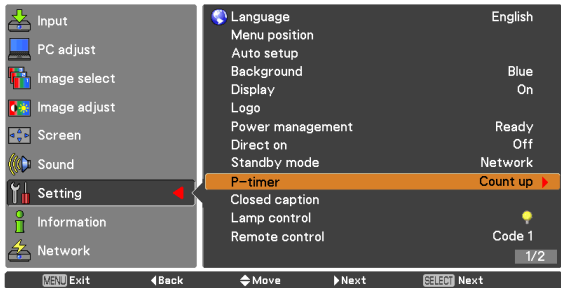 Input
PC adjust
Image select
Image adjust
Screen
Sound
Setting
Information
Network
Language English
Menu position
Auto setup
Background Blue
Display On
Logo
Power management Ready
Direct on Off
Standby mode Network
P-timer Count up
Closed caption
Lamp control
Remote control Code 1
1/2
MENU Exit Back Move Next SELECT Next